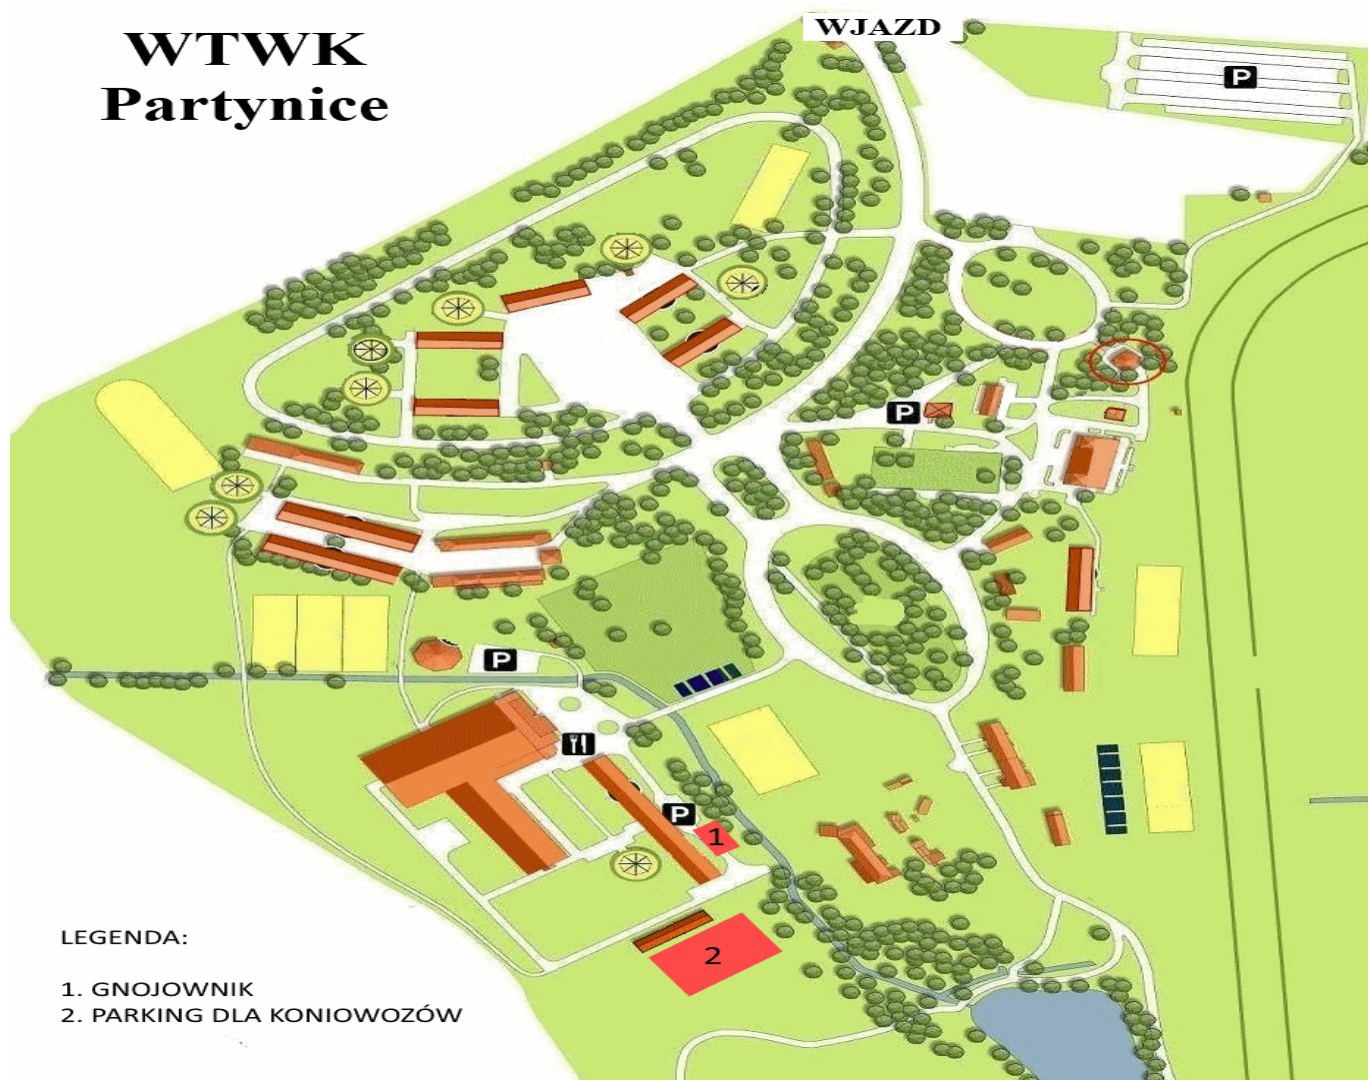 WTWK
Partynice
WJAZD
P
P
P
P
1
2
LEGENDA:
1. GNOJOWNIK
2. PARKING DLA KONIOWOZÓW